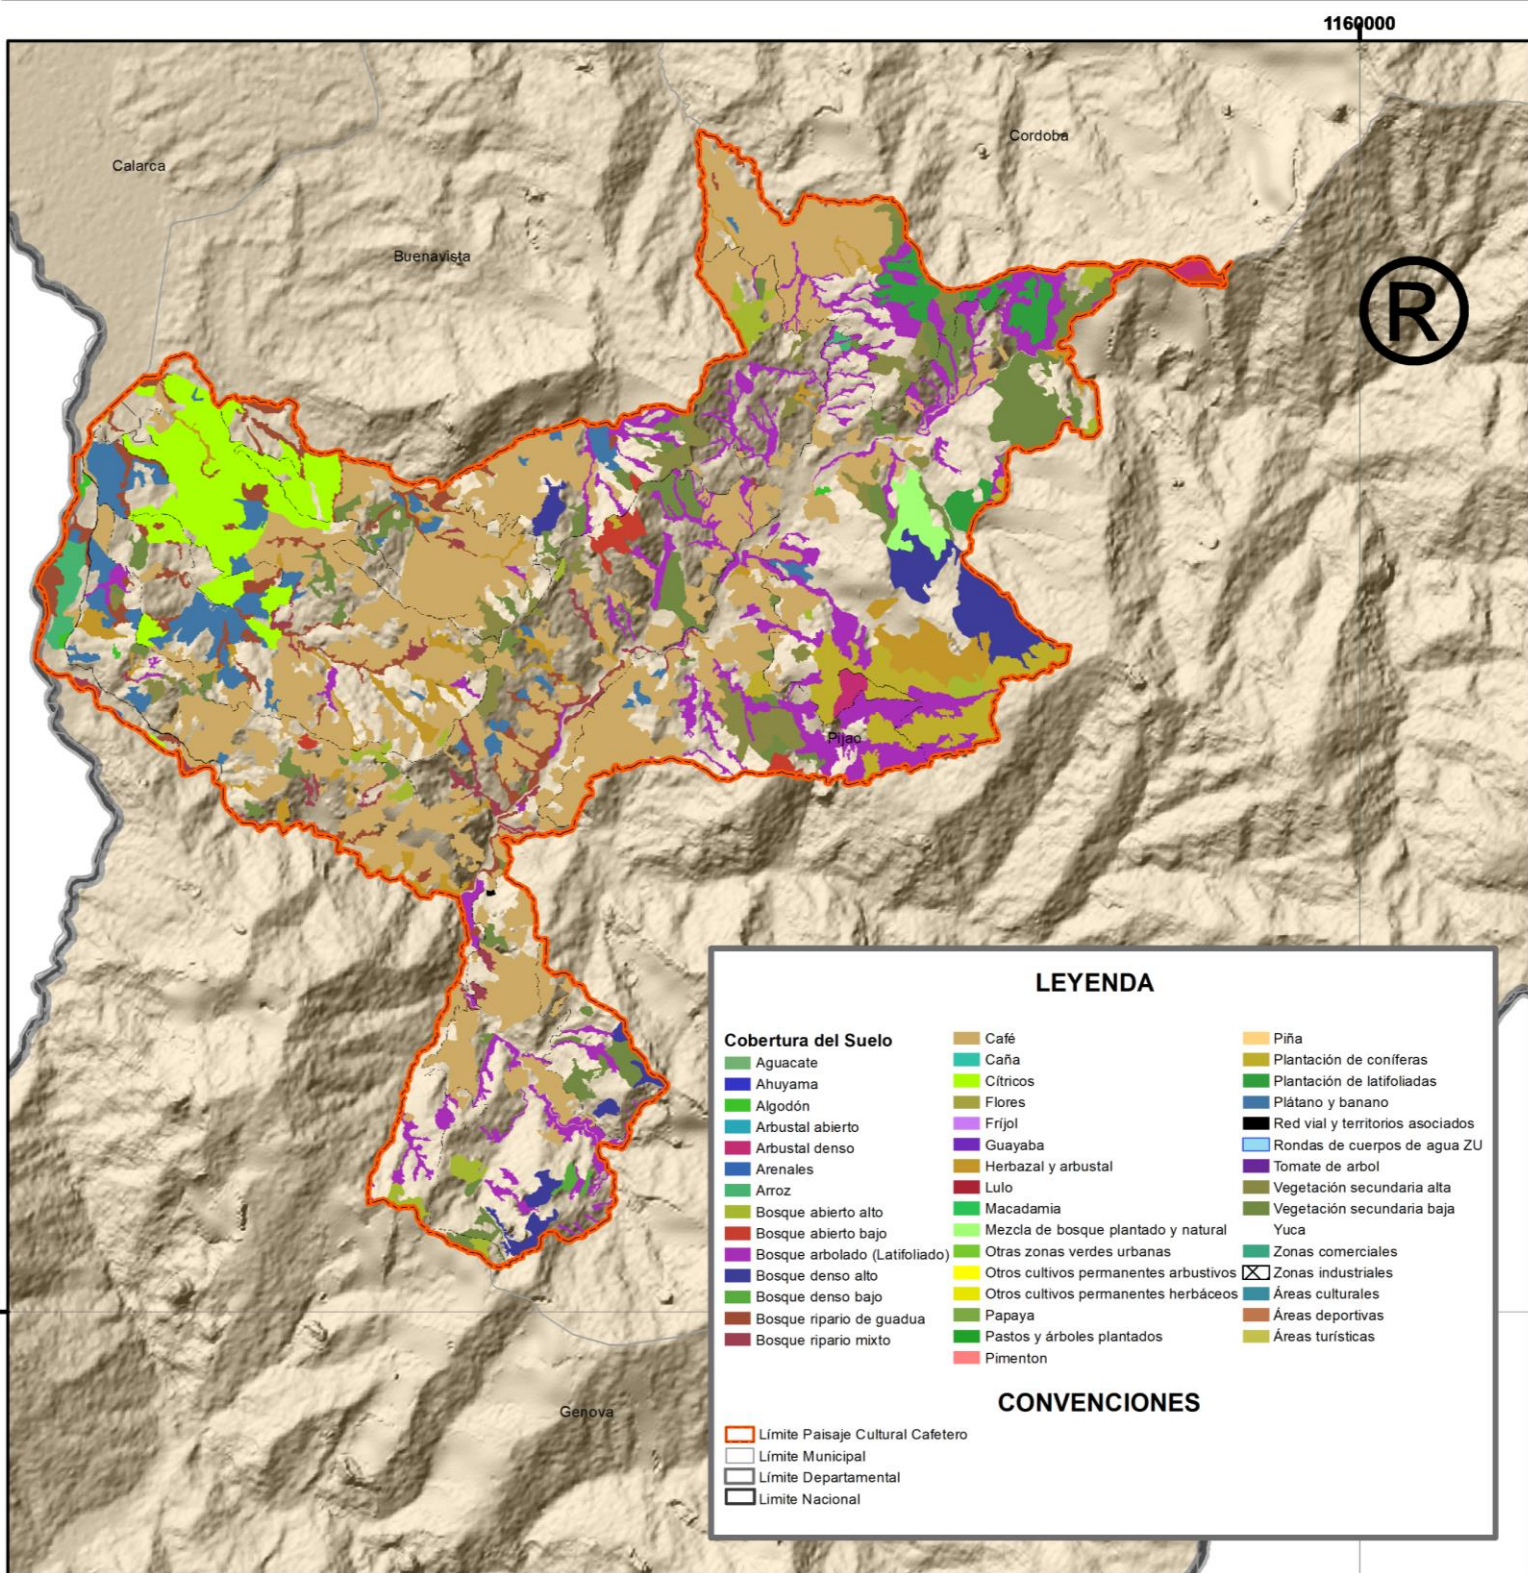 1160000
Cordoba
Calarca
Buenavista
®
Pijao
Genova
LEYENDA
Cobertura del Suelo
Aguacate
Ahuyama
Algodón
Arbustal abierto
Arbustal denso
Arenales
Arroz
Bosque abierto alto
Bosque abierto bajo
Bosque arbolado (Latifoliado)
Bosque denso alto
Bosque denso bajo
Bosque ripario de guadua
Bosque ripario mixto
Café
Caña
Cítricos
Flores
Fríjol
Guayaba
Herbazal y arbustal
Lulo
Macadamia
Mezcla de bosque plantado y natural
Otras zonas verdes urbanas
Otros cultivos permanentes arbustivos
Otros cultivos permanentes herbáceos
Papaya
Pastos y árboles plantados
Pimenton
Piña
Plantación de coníferas
Plantación de latifoliadas
Plátano y banano
Red vial y territorios asociados
Rondas de cuerpos de agua ZU
Tomate de arbol
Vegetación secundaria alta
Vegetación secundaria baja
Yuca
Zonas comerciales
Zonas industriales
Áreas culturales
Áreas deportivas
Áreas turísticas
CONVENCIONES
Límite Paisaje Cultural Cafetero
Límite Municipal
Límite Departamental
Limite Nacional